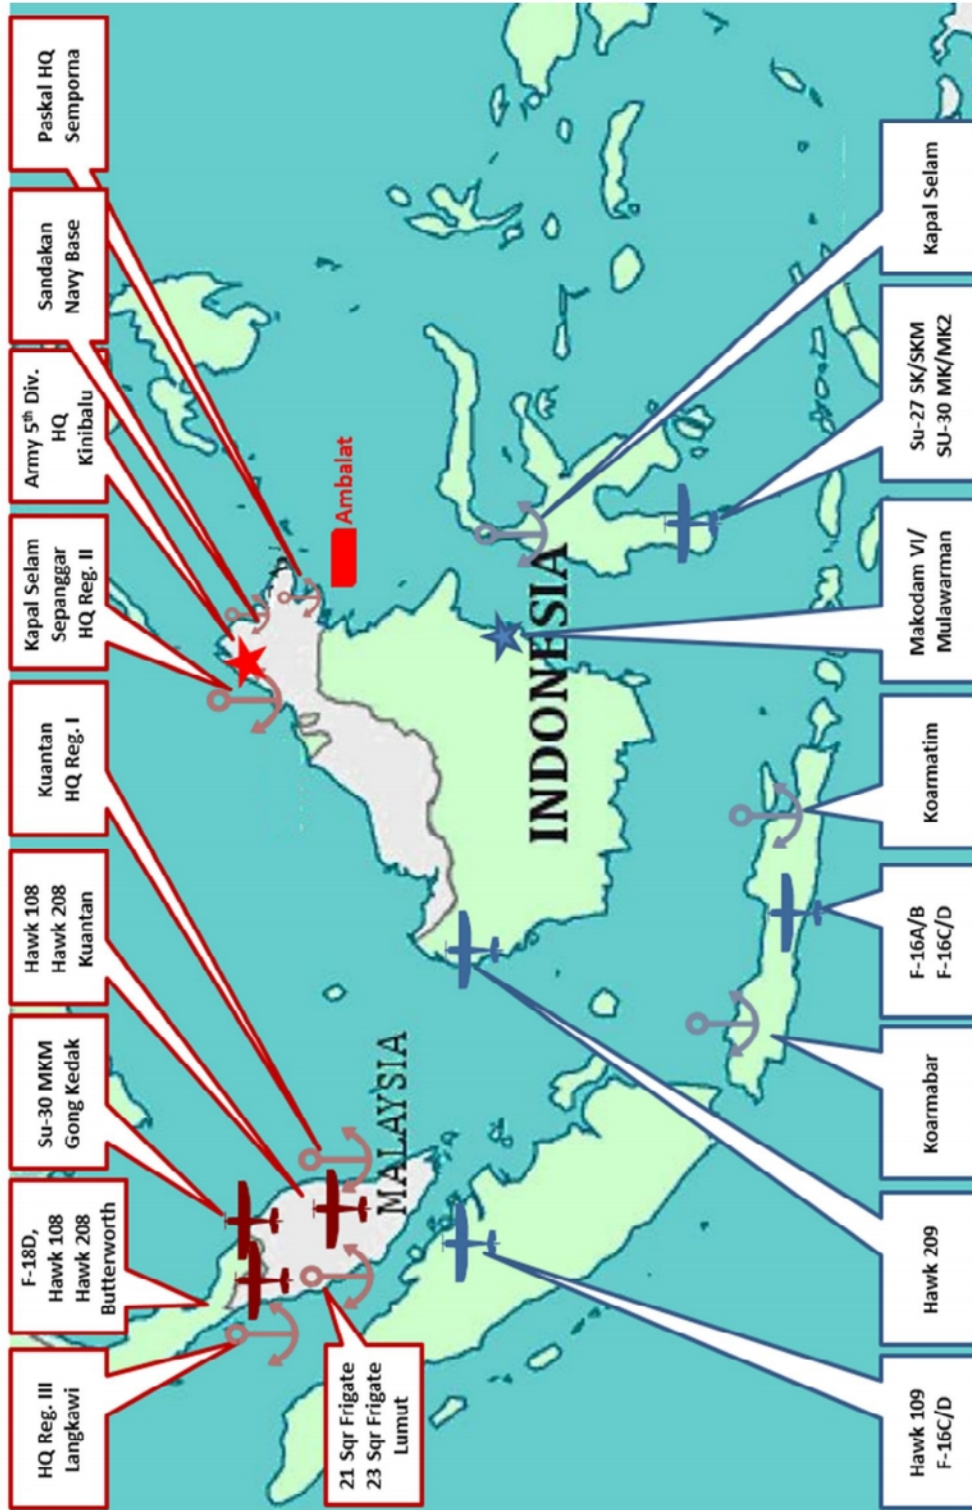 HQ Reg. III
Langkawi
F-18D,
Hawk 108
Hawk 208
Butterworth
Su-30 MKM
Gong Kedak
Hawk 108
Hawk 208
Kuantan
Kuantan
HQ Reg. I
Kapal Selam
Sepanggar
HQ Reg. II
Army 5th Div.
HQ
Kinibalu
Sandakan
Navy Base
Paskal HQ
Semporna
21 Sqr Frigate
23 Sqr Frigate
Lumut
MALAYSIA
Ambalat
INDONESIA
Hawk 109
F-16C/D
Hawk 209
Koarmabar
F-16A/B
F-16C/D
Koarmatim
Makodam VI/
Mulawarman
Su-27 SK/SKM
SU-30 MK/MK2
Kapal Selam